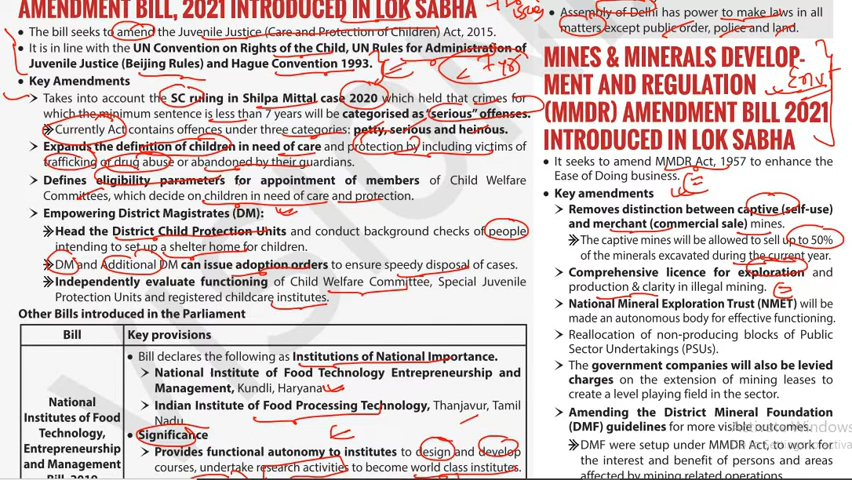 AMENDMENT BILL, 2021 INTRODUCED IN LOK SABHA
• The bill seeks to amend the Juvenile Justice (Care and Protection of Children) Act, 2015.
• It is in line with the UN Convention on Rights of the Child, UN Rules for Administration of
Juvenile Justice (Beijing Rules) and Hague Convention 1993.
• Key Amendments
➤ Takes into account the SC ruling in Shilpa Mittal case 2020 which held that crimes for
which the minimum sentence is less than 7 years will be categorised as “serious” offenses.
» Currently Act contains offences under three categories: petty, serious and heinous.
➤ Expands the definition of children in need of care and protection by including victims of
trafficking or drug abuse or abandoned by their guardians.
➤ Defines eligibility parameters for appointment of members of Child Welfare
Committees, which decide on children in need of care and protection.
➤ Empowering District Magistrates (DM):
» Head the District Child Protection Units and conduct background checks of people
intending to set up a shelter home for children.
» DM and Additional DM can issue adoption orders to ensure speedy disposal of cases.
» Independently evaluate functioning of Child Welfare Committee, Special Juvenile
Protection Units and registered childcare institutes.
Other Bills introduced in the Parliament
Bill
Key provisions
National
Institutes of Food
Technology,
Entrepreneurship
and Management
Bill, 2019
• Bill declares the following as Institutions of National Importance.
➤ National Institute of Food Technology Entrepreneurship and
Management, Kundli, Haryana
➤ Indian Institute of Food Processing Technology, Thanjavur, Tamil
Nadu
• Significance
➤ Provides functional autonomy to institutes to design and develop
courses, undertake research activities to become world class institutes.
< 7 yr
• Assembly of Delhi has power to make laws in all
matters except public order, police and land.
MINES & MINERALS DEVELOP-
MENT AND REGULATION
(MMDR) AMENDMENT BILL 2021
INTRODUCED IN LOK SABHA
Envt
• It seeks to amend MMDR Act, 1957 to enhance the
Ease of Doing business.
• Key amendments
➤ Removes distinction between captive (self-use)
and merchant (commercial sale) mines.
» The captive mines will be allowed to sell up to 50%
of the minerals excavated during the current year.
➤ Comprehensive licence for exploration and
production & clarity in illegal mining.
➤ National Mineral Exploration Trust (NMET) will be
made an autonomous body for effective functioning.
➤ Reallocation of non-producing blocks of Public
Sector Undertakings (PSUs).
➤ The government companies will also be levied
charges on the extension of mining leases to
create a level playing field in the sector.
➤ Amending the District Mineral Foundation
(DMF) guidelines for more visible outcomes.
» DMF were setup under MMDR Act, to work for
the interest and benefit of persons and areas
affected by mining related operations.